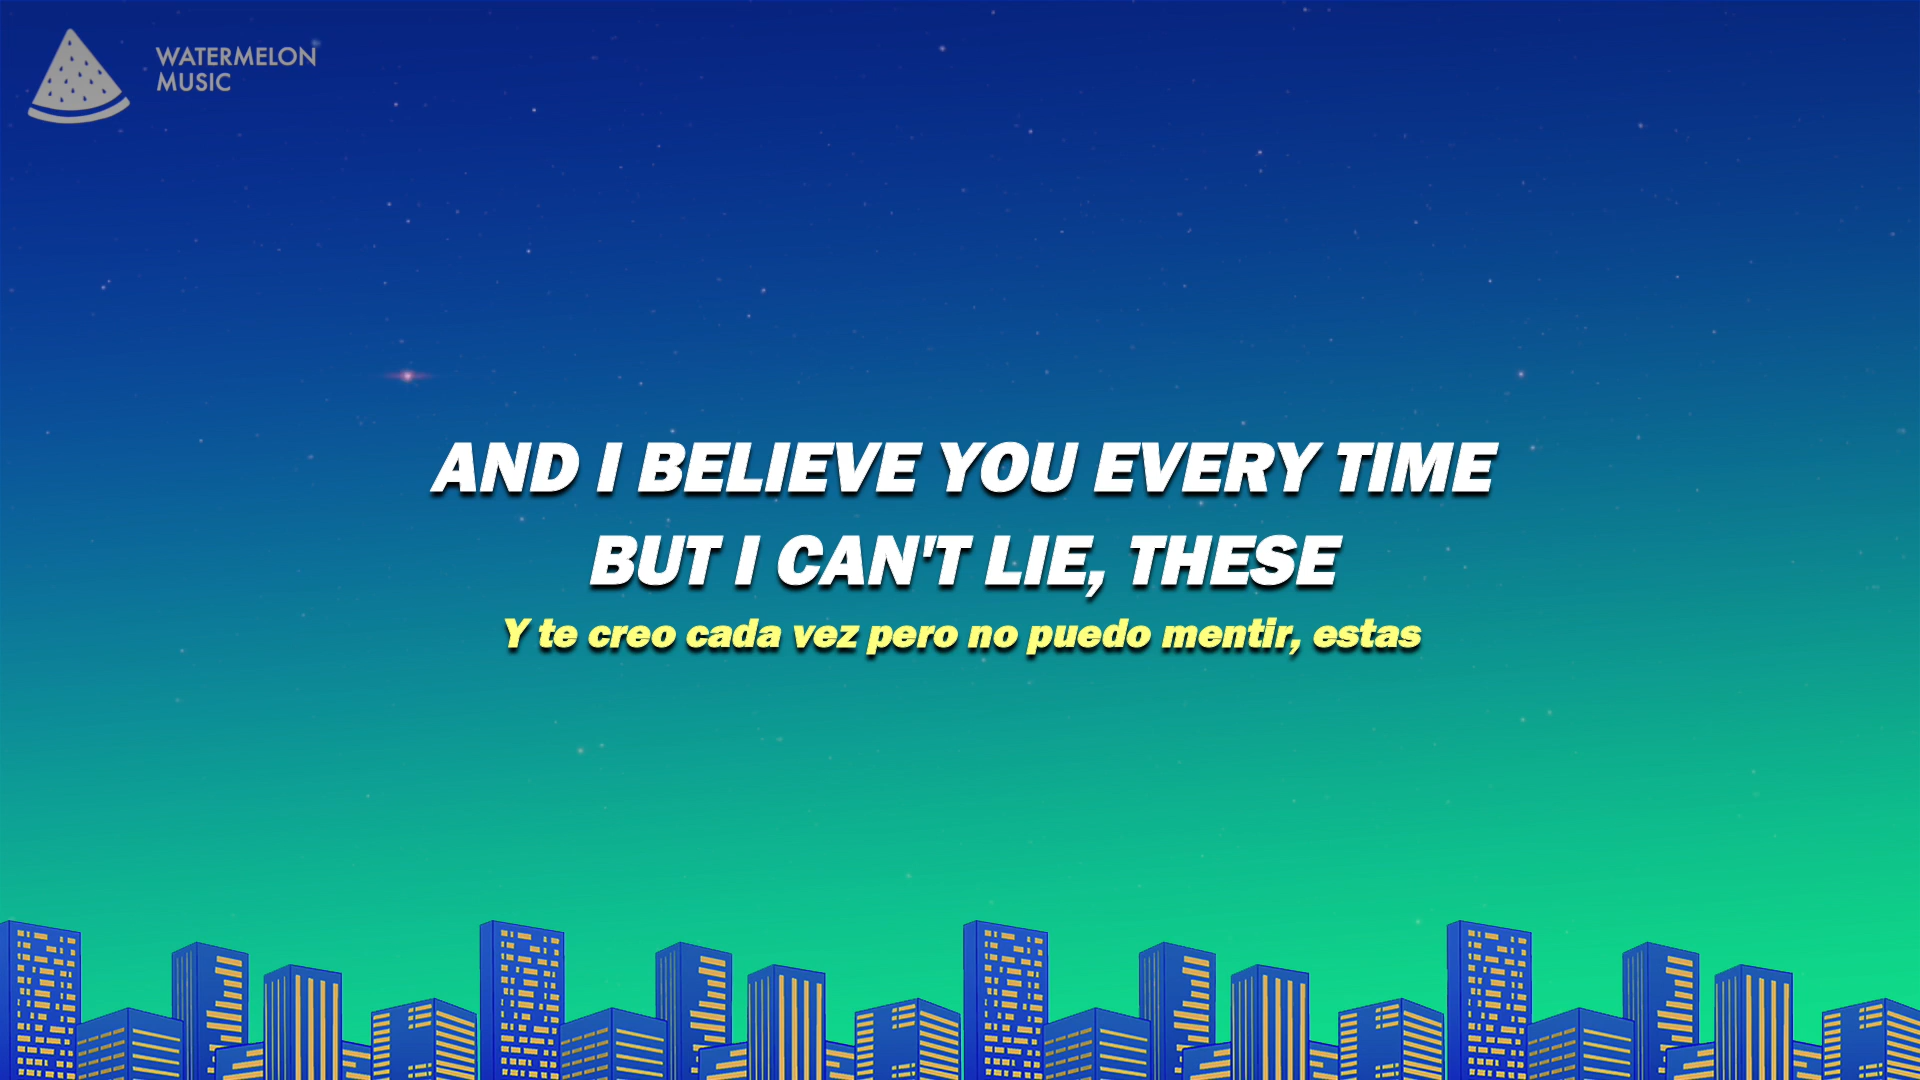 WATERMELON
MUSIC
AND I BELIEVE YOU EVERY TIME
BUT I CAN'T LIE, THESE
Y te creo cada vez pero no puedo mentir, estas